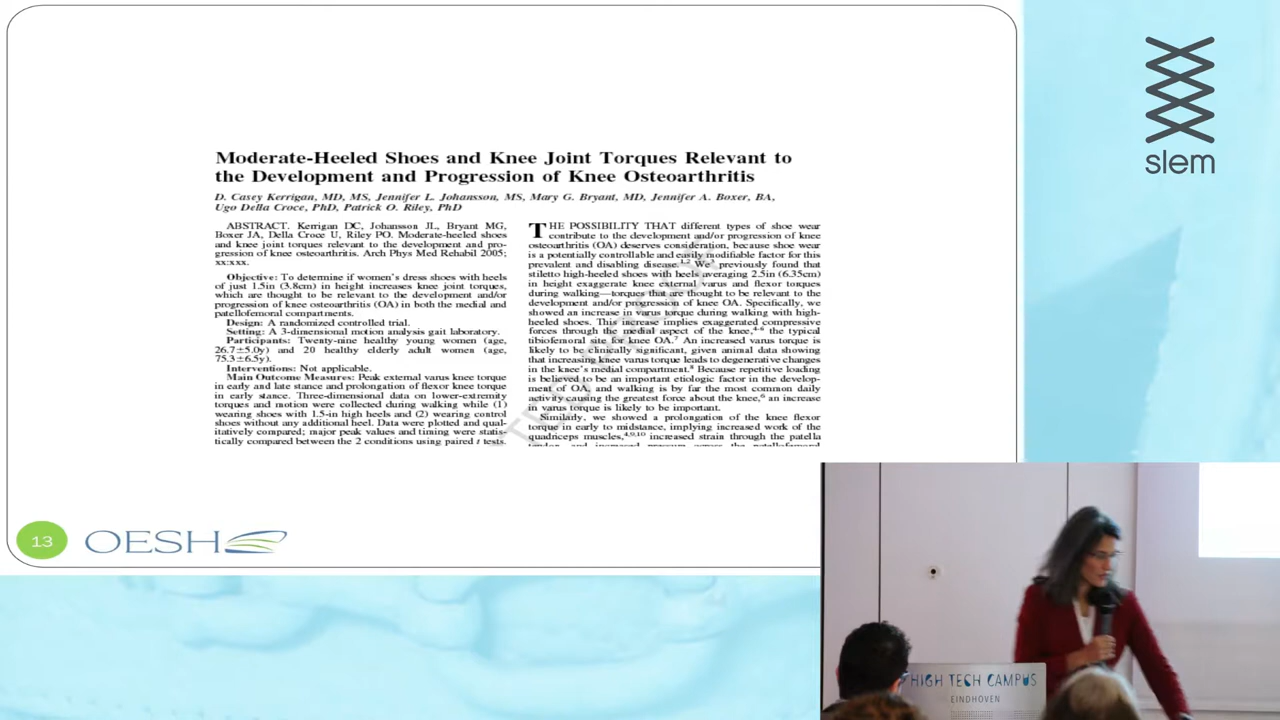 Moderate-Heeled Shoes and Knee Joint Torques Relevant to
the Development and Progression of Knee Osteoarthritis
D. Casey Kerrigan, MD, MS, Jennifer L. Johansson, MS, Mary G. Bryant, MD, Jennifer A. Boxer, BA,
Ugo Della Croce, PhD, Patrick O. Riley, PhD
ABSTRACT. Kerrigan DC, Johansson JL, Bryant MG,
Boxer JA, Della Croce U, Riley PO. Moderate-heeled shoes
and knee joint torques relevant to the development and pro-
gression of knee osteoarthritis. Arch Phys Med Rehabil 2005;
xx:xxx.
Objective: To determine if women's dress shoes with heels
of just 1.5in (3.8cm) in height increases knee joint torques,
which are thought to be relevant to the development and/or
progression of knee osteoarthritis (OA) in both the medial and
patellofemoral compartments.
Design: A randomized controlled trial.
Setting: A 3-dimensional motion analysis gait laboratory.
Participants: Twenty-nine healthy young women (age,
26.7±5.0y) and 20 healthy elderly adult women (age,
75.3±6.5y).
Interventions: Not applicable.
Main Outcome Measures: Peak external varus knee torque
in early and late stance and prolongation of flexor knee torque
in early stance. Three-dimensional data on lower-extremity
torques and motion were collected during walking while (1)
wearing shoes with 1.5-in high heels and (2) wearing control
shoes without any additional heel. Data were plotted and qual-
itatively compared; major peak values and timing were statis-
tically compared between the 2 conditions using paired t tests.
THE POSSIBILITY THAT different types of shoe wear
contribute to the development and/or progression of knee
osteoarthritis (OA) deserves consideration, because shoe wear
is a potentially controllable and easily modifiable factor for this
prevalent and disabling disease.1,2 We3 previously found that
stiletto high-heeled shoes with heels averaging 2.5in (6.35cm)
in height exaggerate knee external varus and flexor torques
during walking—torques that are thought to be relevant to the
development and/or progression of knee OA. Specifically, we
showed an increase in varus torque during walking with high-
heeled shoes. This increase implies exaggerated compressive
forces through the medial aspect of the knee,4-6 the typical
tibiofemoral site for knee OA.7 An increased varus torque is
likely to be clinically significant, given animal data showing
that increasing knee varus torque leads to degenerative changes
in the knee's medial compartment.8 Because repetitive loading
is believed to be an important etiologic factor in the develop-
ment of OA, and walking is by far the most common daily
activity causing the greatest force about the knee,6 an increase
in varus torque is likely to be important.
Similarly, we showed a prolongation of the knee flexor
torque in early to midstance, implying increased work of the
quadriceps muscles,4,9,10 increased strain through the patella
tendon, and increased pressure across the patellofemoral
13
OESH
slem
HIGH TECH CAMPUS
EINDHOVEN